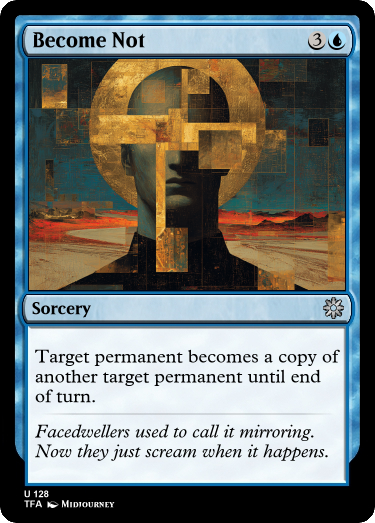 Become Not
3
Sorcery
Target permanent becomes a copy of
another target permanent until end
of turn.
Facedwellers used to call it mirroring.
Now they just scream when it happens.
U 128
TFA Midjourney